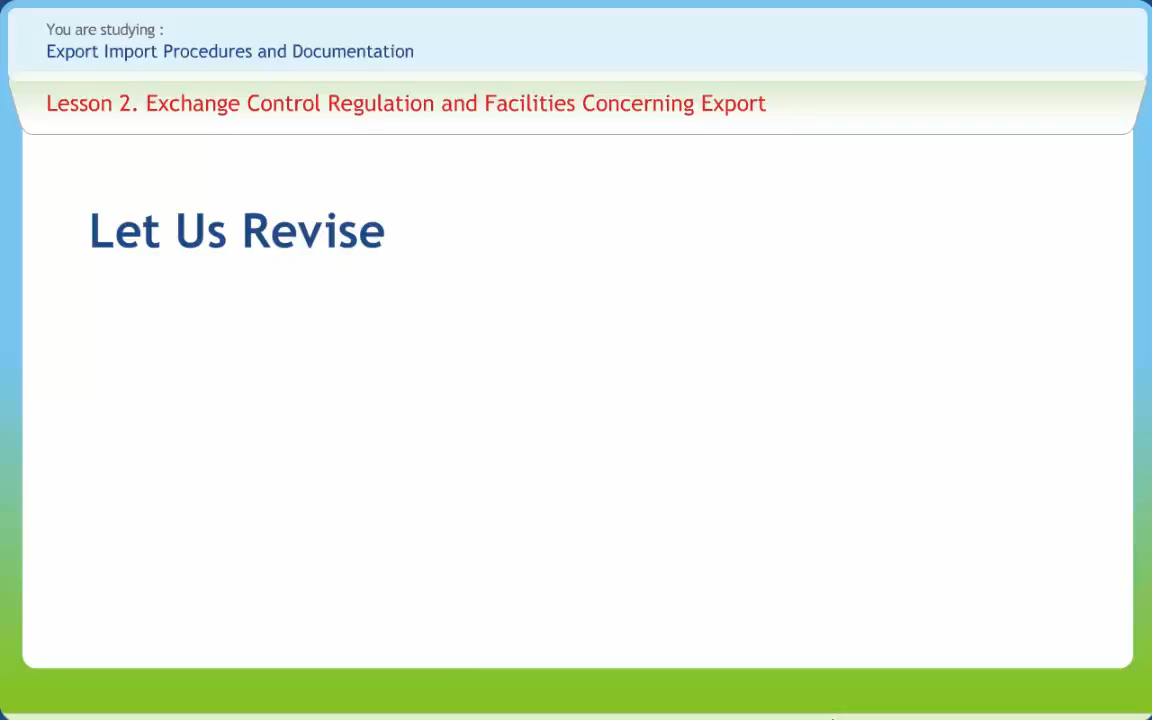 You are studying :
Export Import Procedures and Documentation
Lesson 2. Exchange Control Regulation and Facilities Concerning Export
Let Us Revise